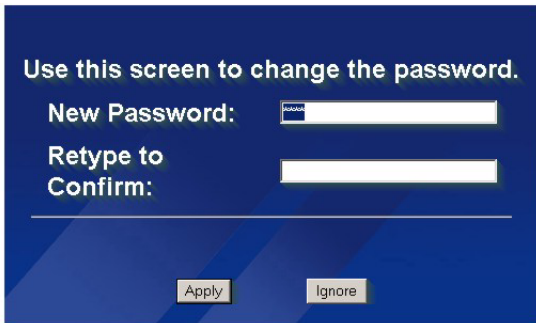 Use this screen to change the password.
New Password:
****
Retype to
Confirm:
Apply
Ignore